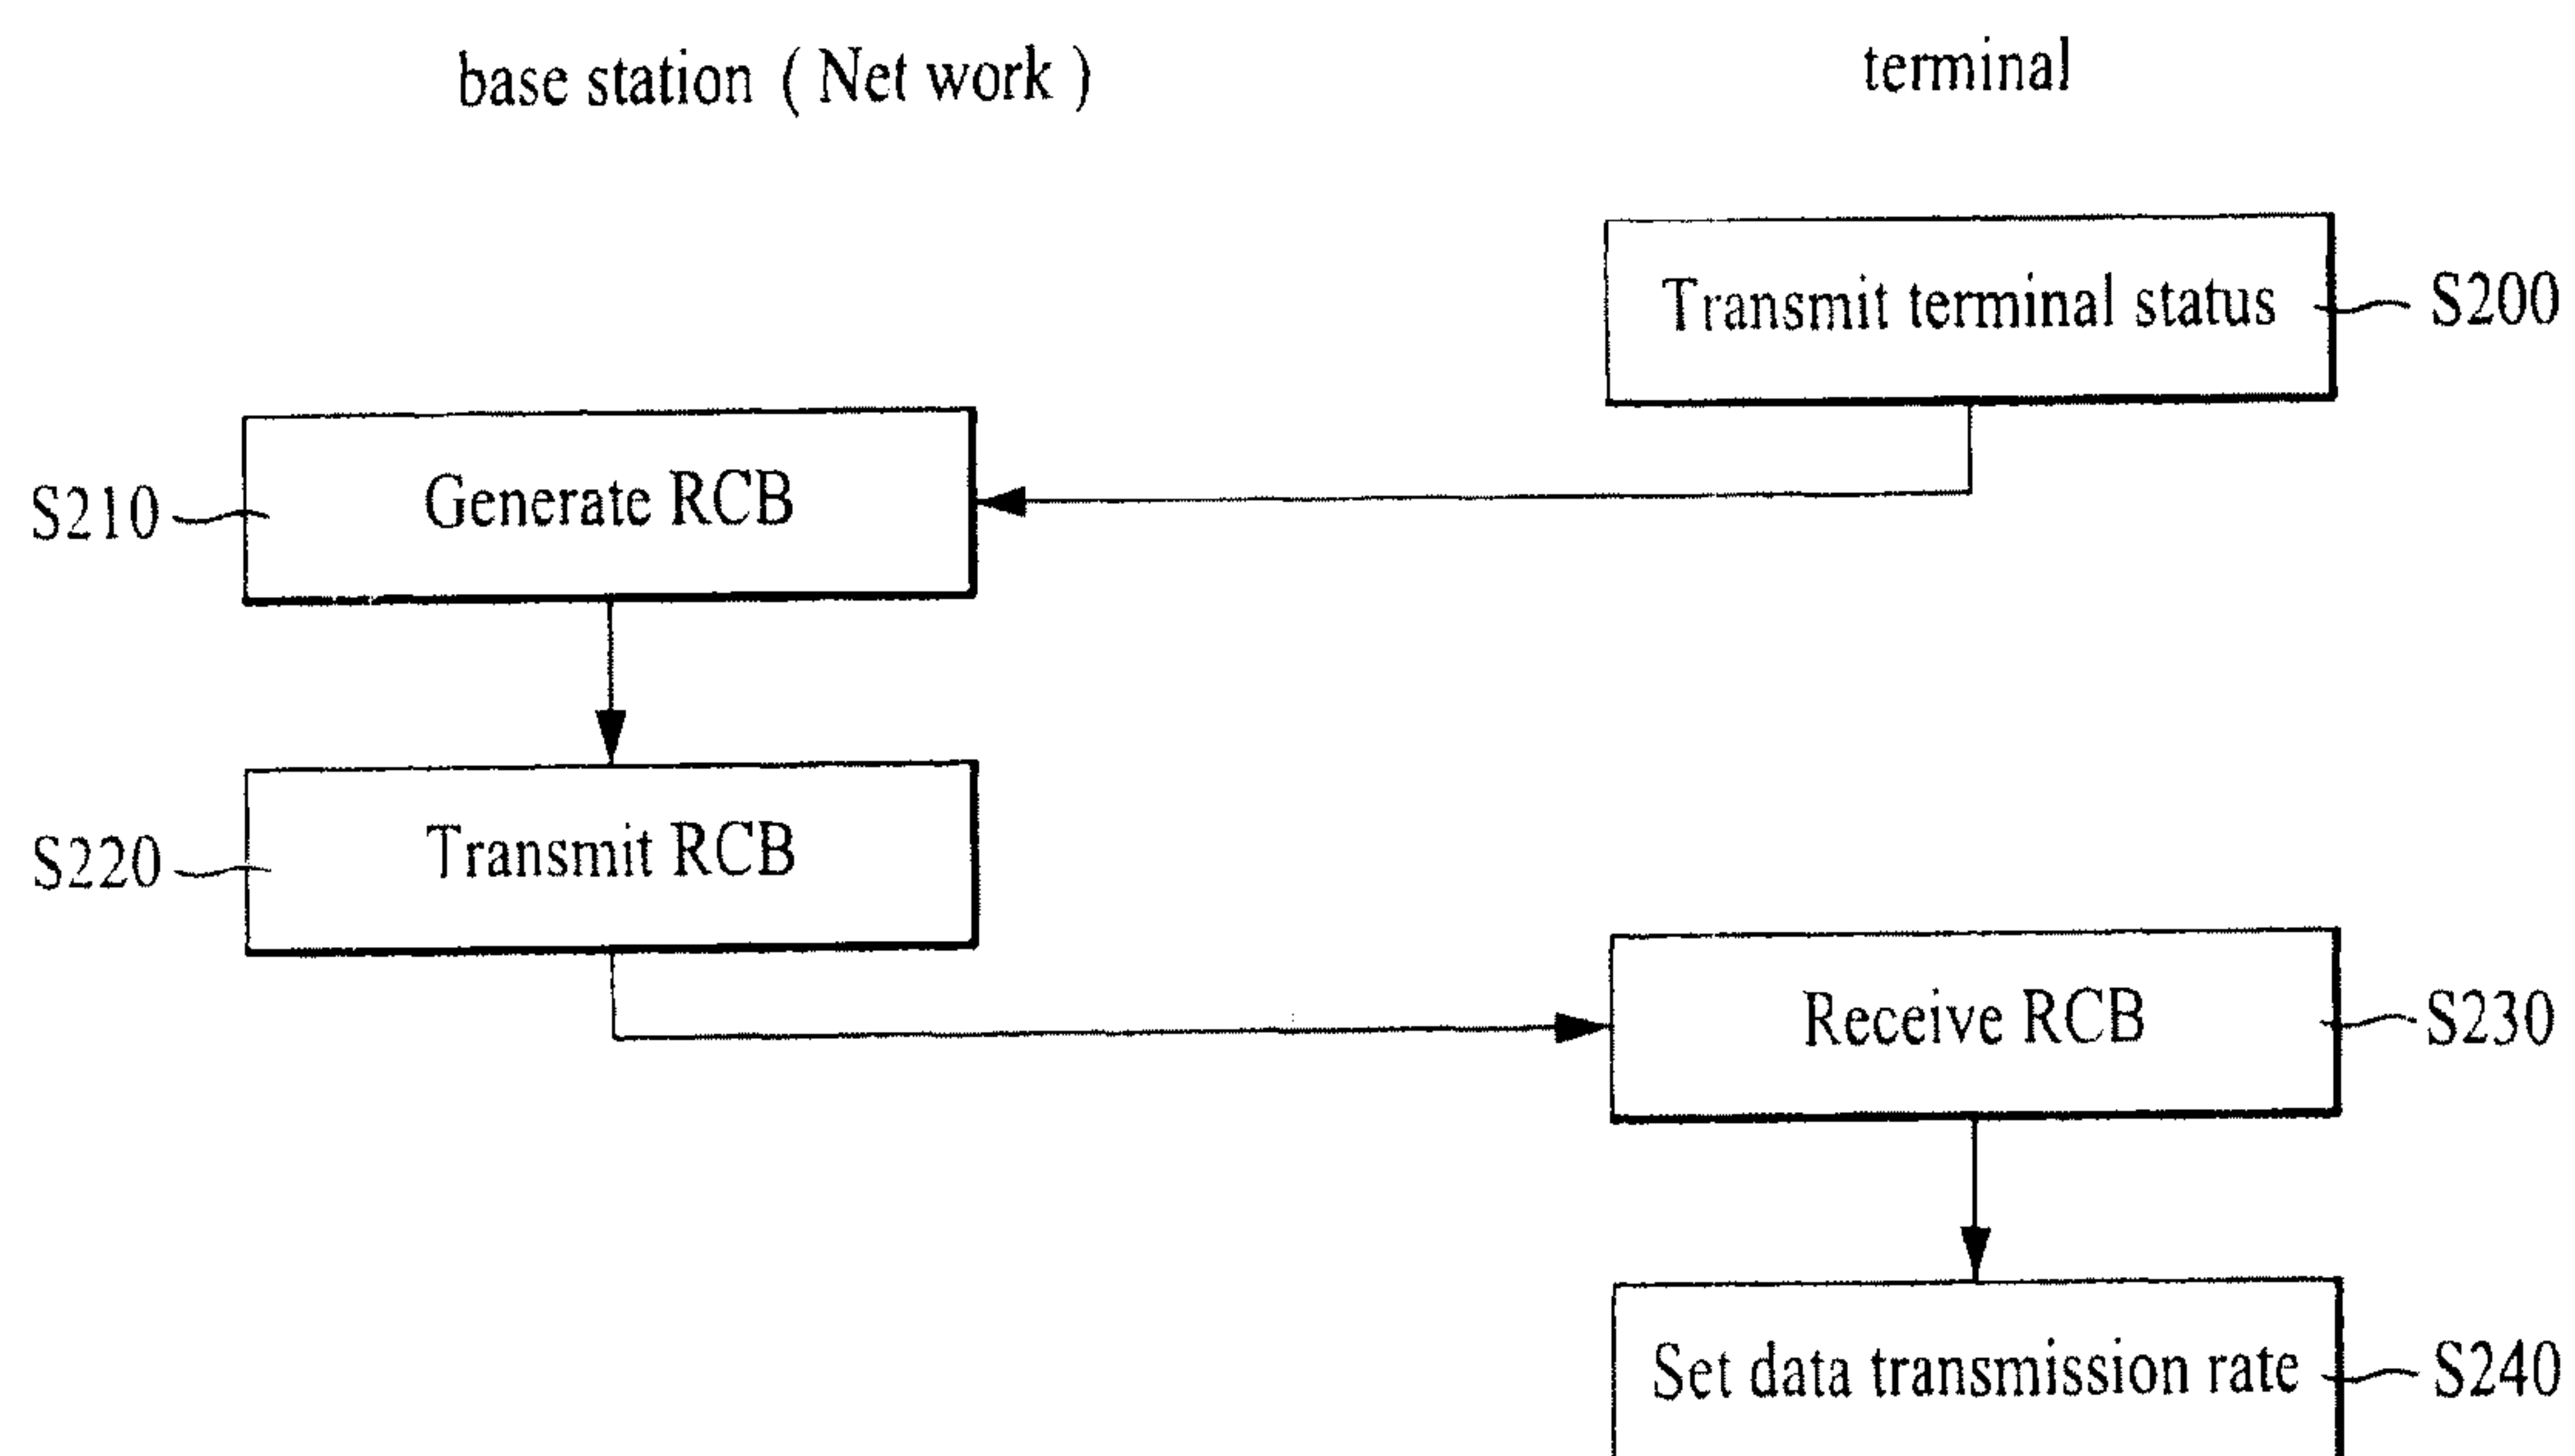 base station ( Net work )
terminal
Transmit terminal status
S200
S210
Generate RCB
S220
Transmit RCB
Receive RCB
S230
Set data transmission rate
S240